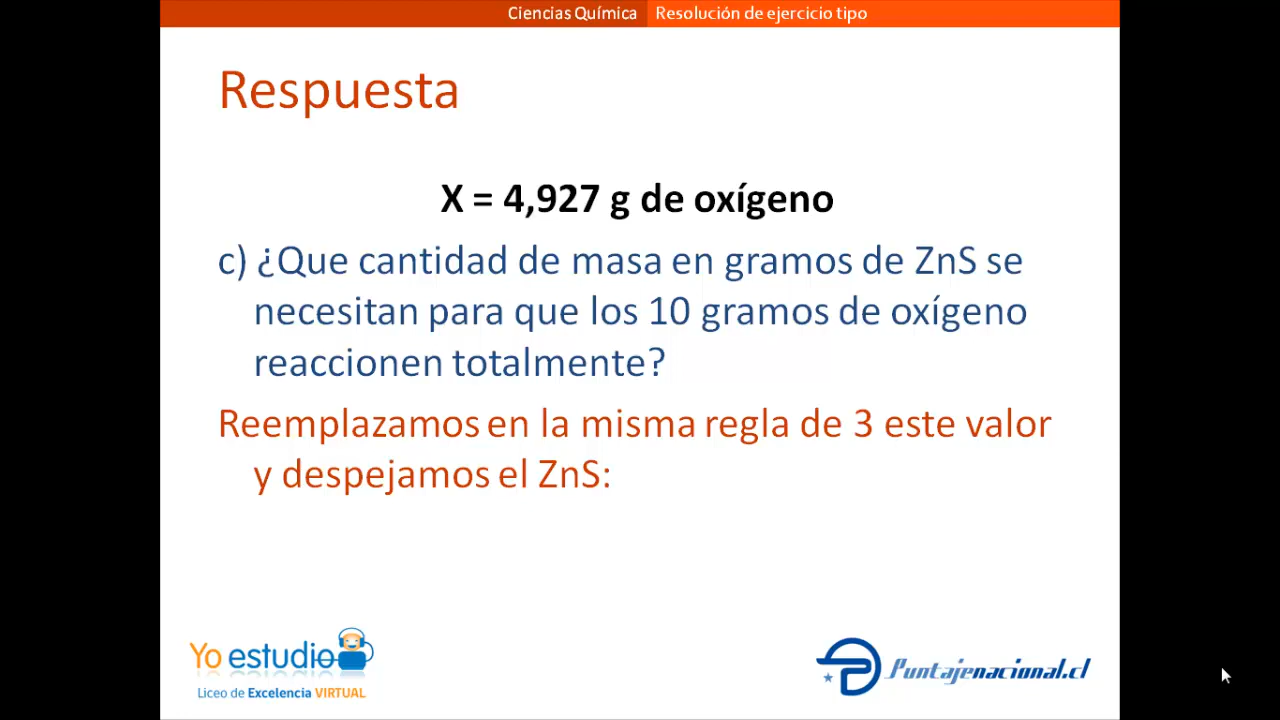 Ciencias Química Resolución de ejercicio tipo
Respuesta
X = 4,927 g de oxígeno
c) ¿Que cantidad de masa en gramos de ZnS se
necesitan para que los 10 gramos de oxígeno
reaccionen totalmente?
Reemplazamos en la misma regla de 3 este valor
y despejamos el ZnS:
Yo estudio
Liceo de Excelencia VIRTUAL
Puntajenacional.cl